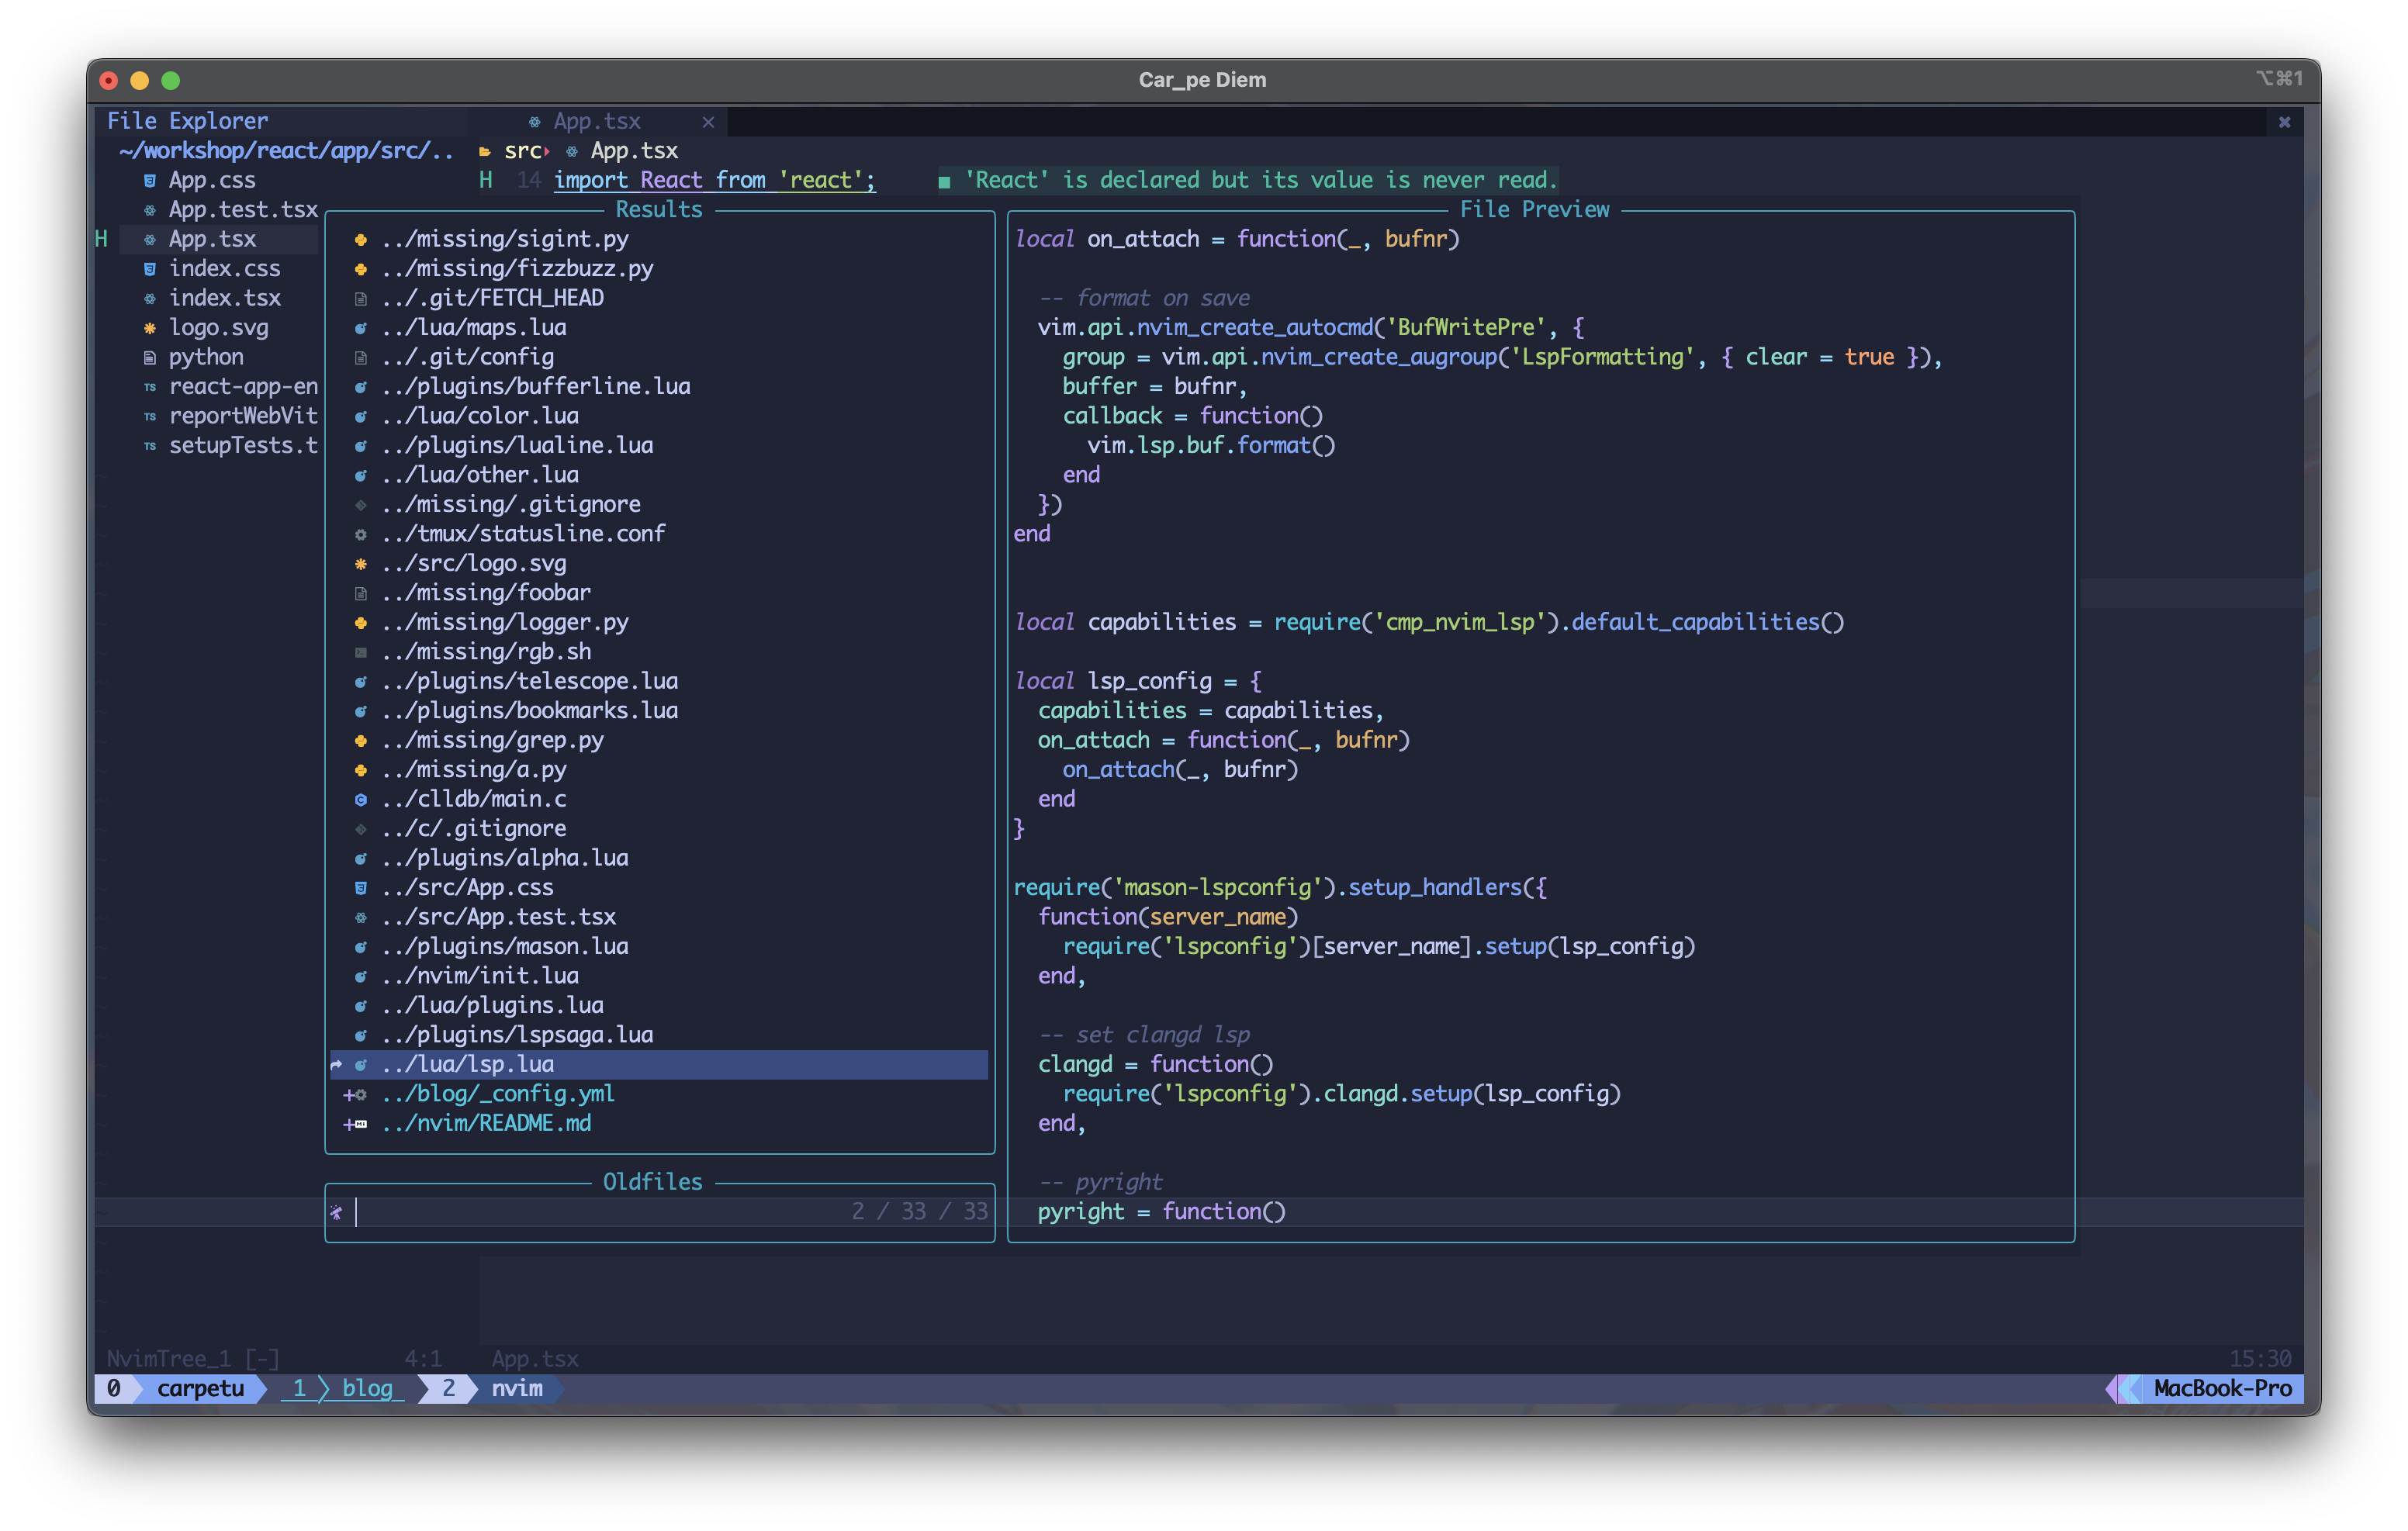 Car_pe Diem
⌥⌘1
File Explorer
App.tsx ×
~/workshop/react/app/src/..
src App.tsx
App.css
H 14 import React from 'react'; ■ 'React' is declared but its value is never read.
App.test.tsx
H App.tsx
index.css
index.tsx
logo.svg
python
react-app-en
reportWebVit
setupTests.t
Results
../missing/sigint.py
../missing/fizzbuzz.py
../.git/FETCH_HEAD
../lua/maps.lua
../.git/config
../plugins/bufferline.lua
../lua/color.lua
../plugins/lualine.lua
../lua/other.lua
../missing/.gitignore
../tmux/statusline.conf
../src/logo.svg
../missing/foobar
../missing/logger.py
../missing/rgb.sh
../plugins/telescope.lua
../plugins/bookmarks.lua
../missing/grep.py
../missing/a.py
../clldb/main.c
../c/.gitignore
../plugins/alpha.lua
../src/App.css
../src/App.test.tsx
../plugins/mason.lua
../nvim/init.lua
../lua/plugins.lua
../plugins/lspsaga.lua
../lua/lsp.lua
+ ../blog/_config.yml
+ ../nvim/README.md
Oldfiles
2 / 33 / 33
File Preview
local on_attach = function(_, bufnr)
-- format on save
vim.api.nvim_create_autocmd('BufWritePre', {
group = vim.api.nvim_create_augroup('LspFormatting', { clear = true }),
buffer = bufnr,
callback = function()
vim.lsp.buf.format()
end
})
end
local capabilities = require('cmp_nvim_lsp').default_capabilities()
local lsp_config = {
capabilities = capabilities,
on_attach = function(_, bufnr)
on_attach(_, bufnr)
end
}
require('mason-lspconfig').setup_handlers({
function(server_name)
require('lspconfig')[server_name].setup(lsp_config)
end,
-- set clangd lsp
clangd = function()
require('lspconfig').clangd.setup(lsp_config)
end,
-- pyright
pyright = function()
NvimTree_1 [-] 4:1 App.tsx 15:30
0 carpetu 1 blog 2 nvim MacBook-Pro